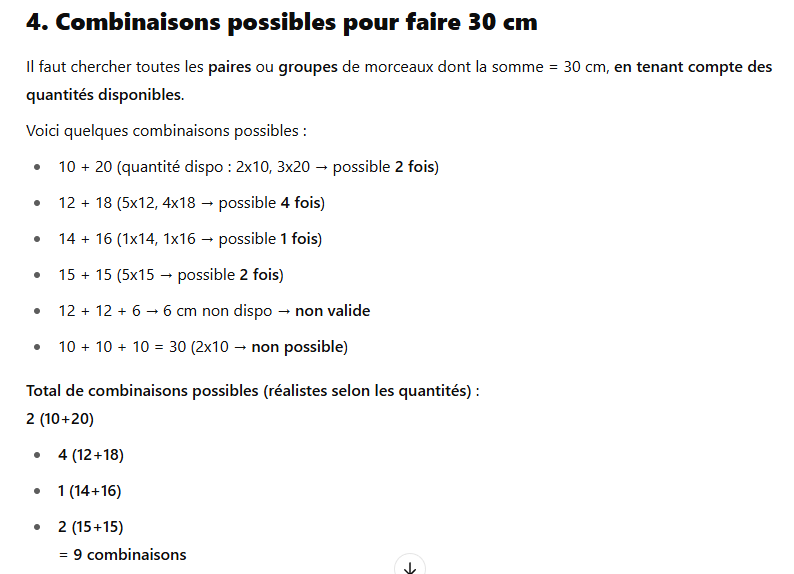 4. Combinaisons possibles pour faire 30 cm
Il faut chercher toutes les paires ou groupes de morceaux dont la somme = 30 cm, en tenant compte des
quantités disponibles.
Voici quelques combinaisons possibles :
• 10 + 20 (quantité dispo : 2x10, 3x20 → possible 2 fois)
• 12 + 18 (5x12, 4x18 → possible 4 fois)
• 14 + 16 (1x14, 1x16 → possible 1 fois)
• 15 + 15 (5x15 → possible 2 fois)
• 12 + 12 + 6 → 6 cm non dispo → non valide
• 10 + 10 + 10 = 30 (2x10 → non possible)
Total de combinaisons possibles (réalistes selon les quantités) :
2 (10+20)
• 4 (12+18)
• 1 (14+16)
• 2 (15+15)
= 9 combinaisons